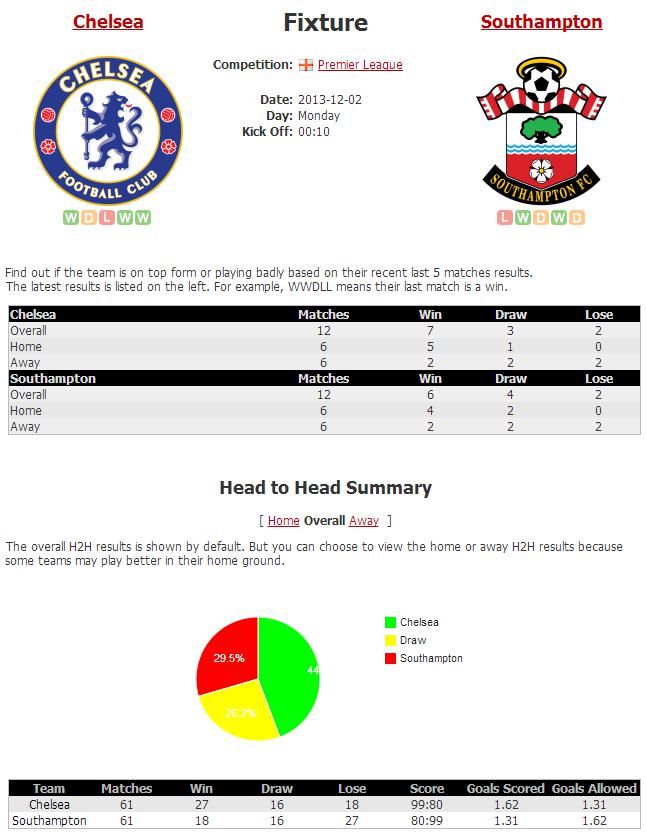 Chelsea
Fixture
Southampton
Competition: Premier League
Date: 2013-12-02
Day: Monday
Kick Off: 00:10
CHELSEA
FOOTBALL CLUB
SOUTHAMPTON FC
W D L W W
L W D W D
Find out if the team is on top form or playing badly based on their recent last 5 matches results.
The latest results is listed on the left. For example, WWDLL means their last match is a win.
Chelsea Matches Win Draw Lose
Overall 12 7 3 2
Home 6 5 1 0
Away 6 2 2 2
Southampton Matches Win Draw Lose
Overall 12 6 4 2
Home 6 4 2 0
Away 6 2 2 2
Head to Head Summary
[ Home Overall Away ]
The overall H2H results is shown by default. But you can choose to view the home or away H2H results because
some teams may play better in their home ground.
Chelsea
Draw
Southampton
29.5%
44
26.2%
Team Matches Win Draw Lose Score Goals Scored Goals Allowed
Chelsea 61 27 16 18 99:80 1.62 1.31
Southampton 61 18 16 27 80:99 1.31 1.62